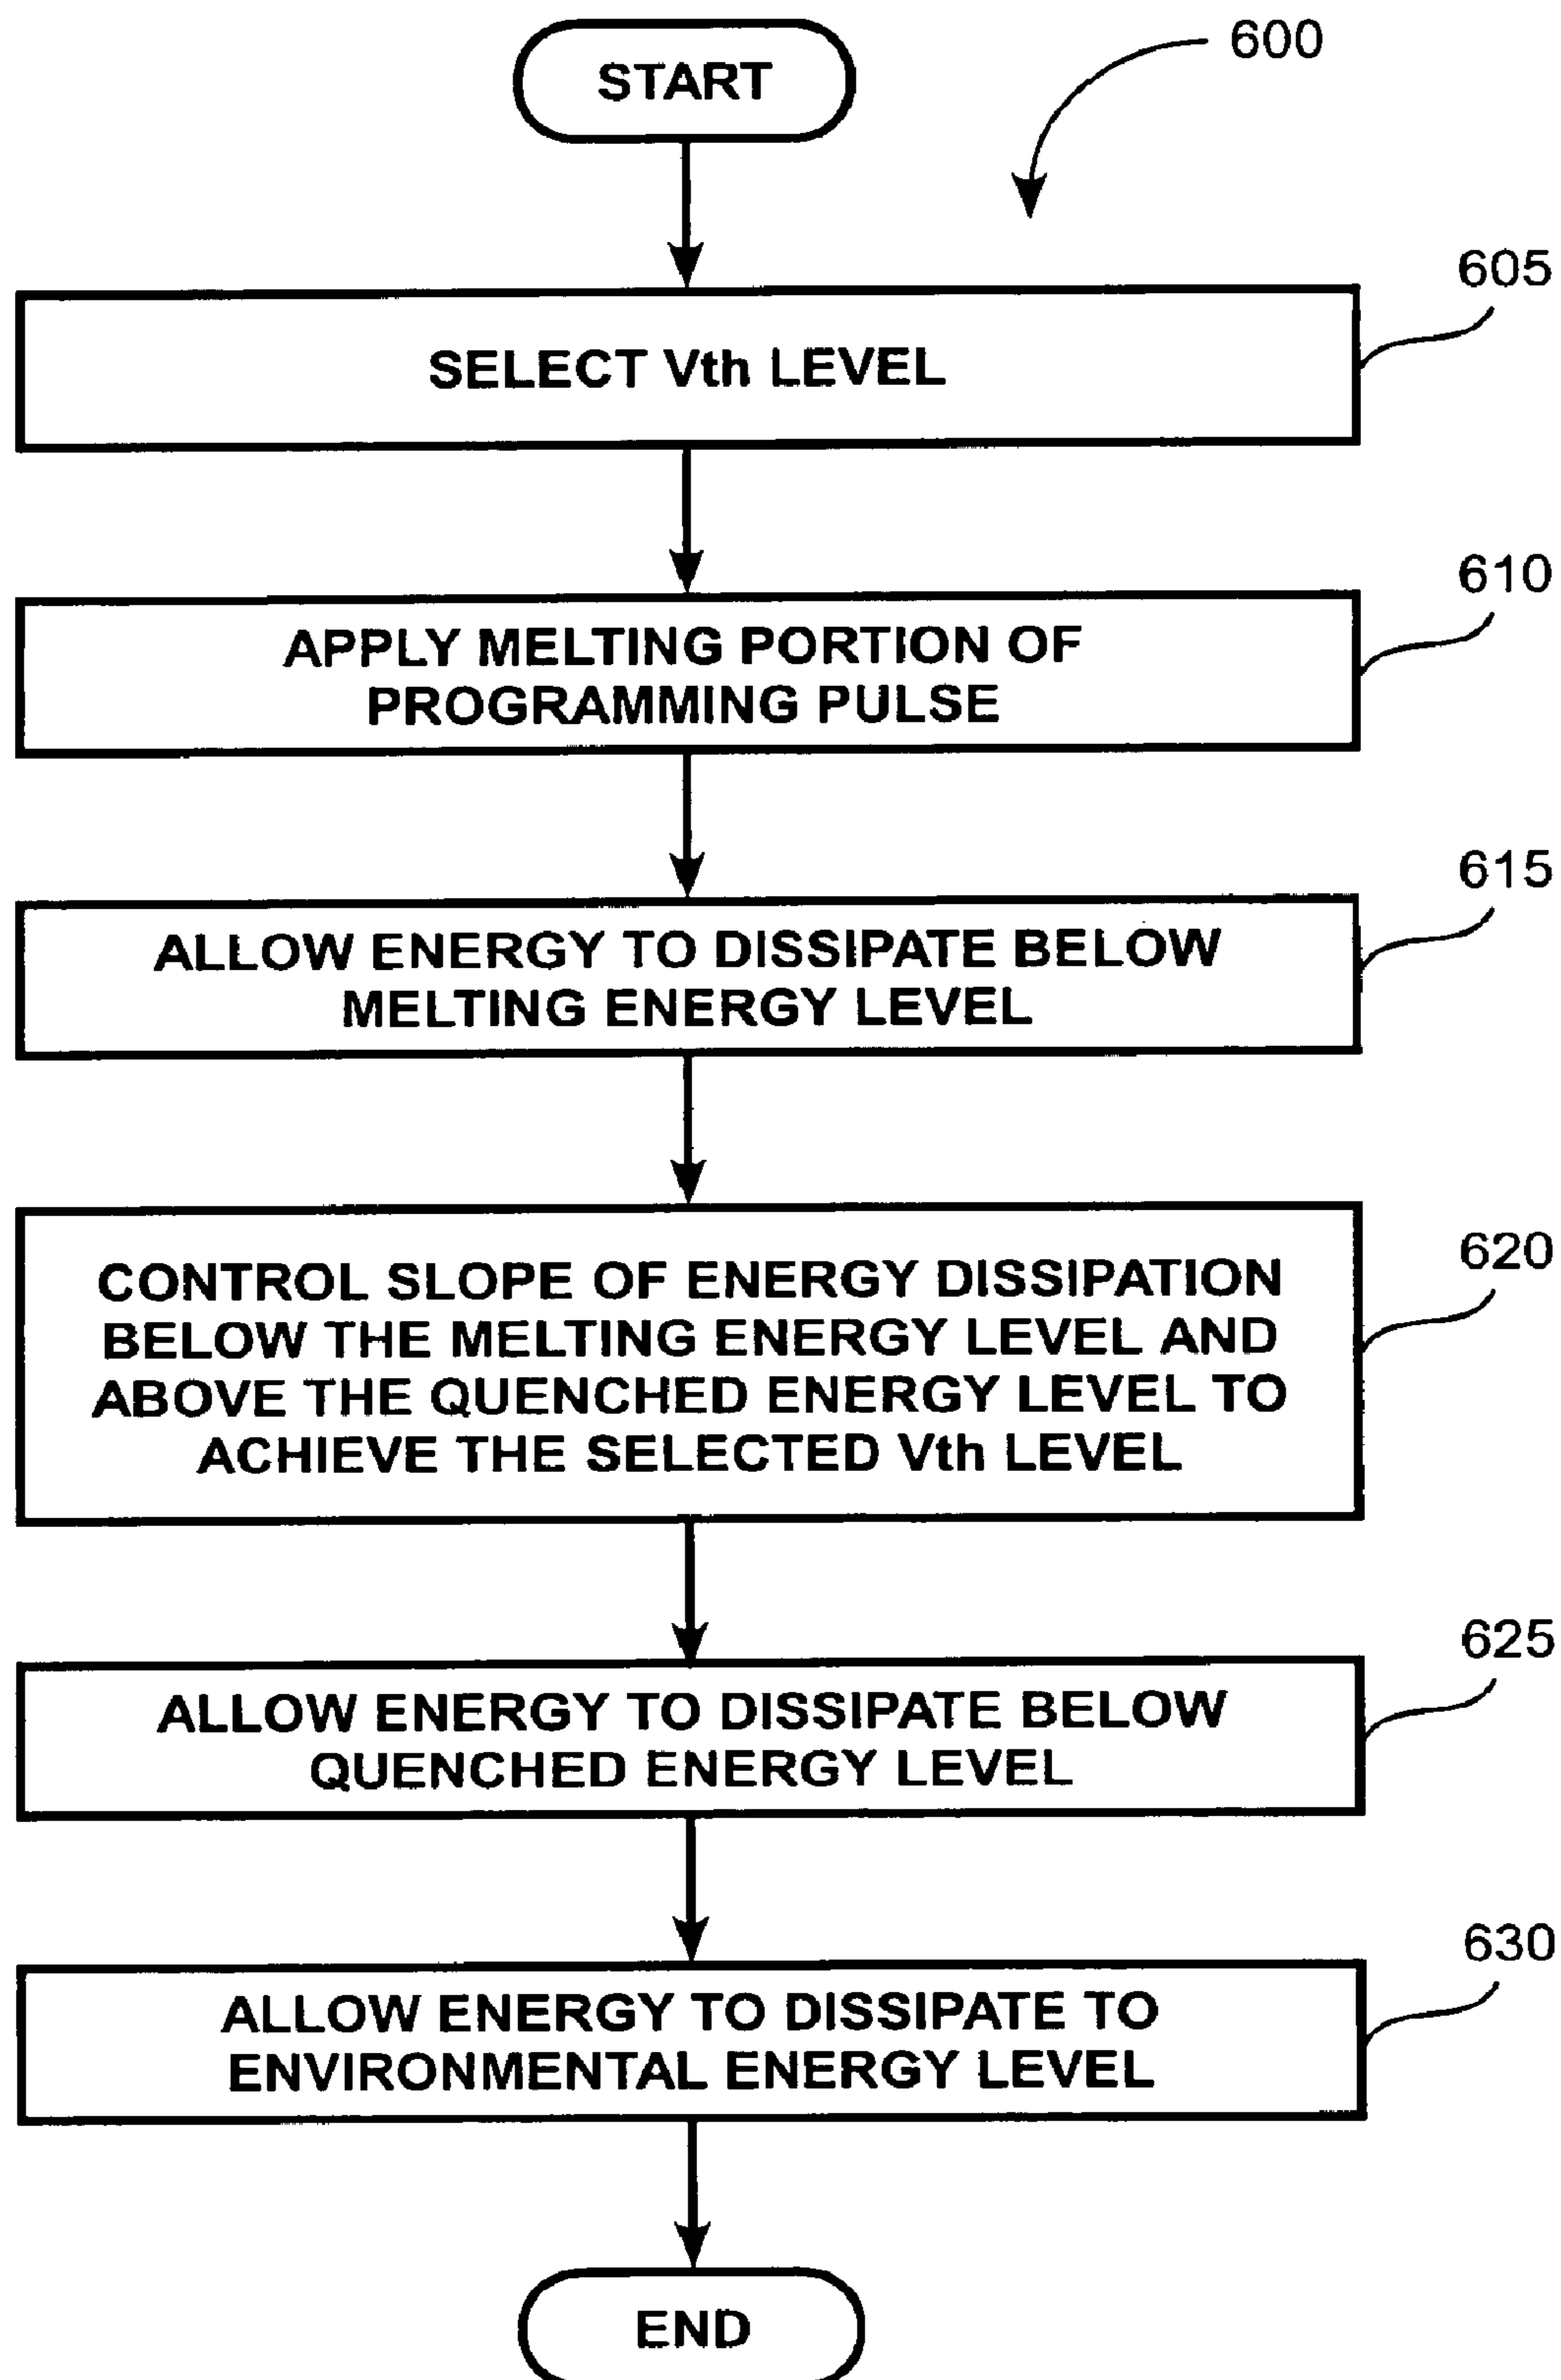 START
600
605
SELECT Vth LEVEL
610
APPLY MELTING PORTION OF
PROGRAMMING PULSE
615
ALLOW ENERGY TO DISSIPATE BELOW
MELTING ENERGY LEVEL
620
CONTROL SLOPE OF ENERGY DISSIPATION
BELOW THE MELTING ENERGY LEVEL AND
ABOVE THE QUENCHED ENERGY LEVEL TO
ACHIEVE THE SELECTED Vth LEVEL
625
ALLOW ENERGY TO DISSIPATE BELOW
QUENCHED ENERGY LEVEL
630
ALLOW ENERGY TO DISSIPATE TO
ENVIRONMENTAL ENERGY LEVEL
END